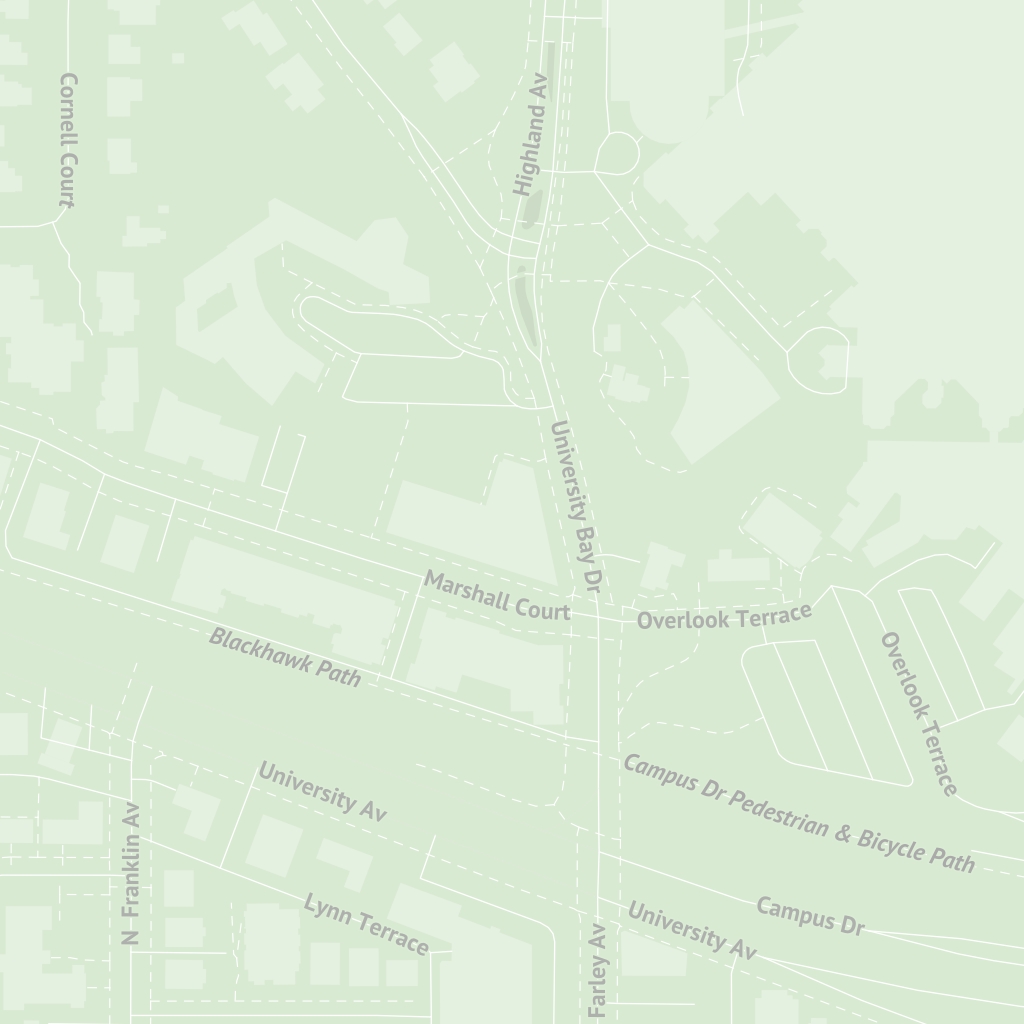 Cornell Court
Highland Av
University Bay Dr
Marshall Court
Overlook Terrace
Blackhawk Path
Overlook Terrace
University Av
Campus Dr Pedestrian & Bicycle Path
N Franklin Av
Lynn Terrace
Campus Dr
University Av
Farley Av